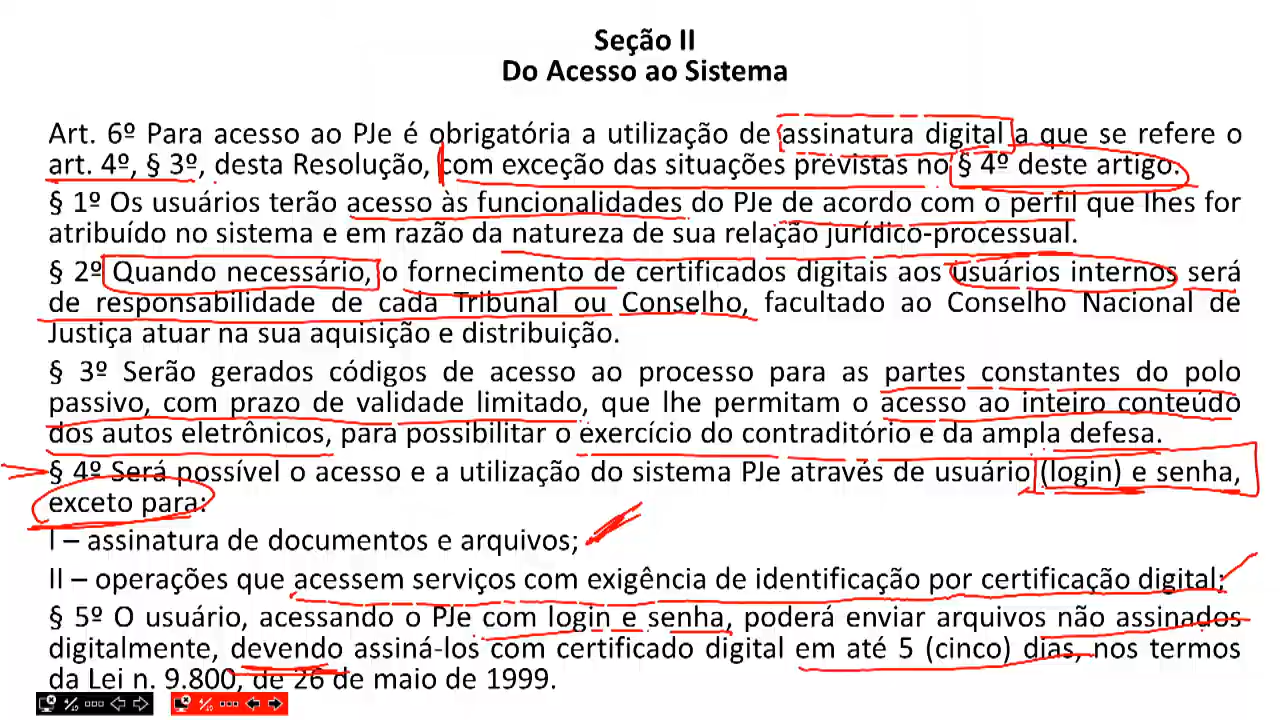 Seção II
Do Acesso ao Sistema
Art. 6º Para acesso ao PJe é obrigatória a utilização de assinatura digital a que se refere o
art. 4º, § 3º, desta Resolução, com exceção das situações previstas no § 4º deste artigo.
§ 1º Os usuários terão acesso às funcionalidades do PJe de acordo com o perfil que lhes for
atribuído no sistema e em razão da natureza de sua relação jurídico-processual.
§ 2º Quando necessário, o fornecimento de certificados digitais aos usuários internos será
de responsabilidade de cada Tribunal ou Conselho, facultado ao Conselho Nacional de
Justiça atuar na sua aquisição e distribuição.
§ 3º Serão gerados códigos de acesso ao processo para as partes constantes do polo
passivo, com prazo de validade limitado, que lhe permitam o acesso ao inteiro conteúdo
dos autos eletrônicos, para possibilitar o exercício do contraditório e da ampla defesa.
§ 4º Será possível o acesso e a utilização do sistema PJe através de usuário (login) e senha,
exceto para:
I – assinatura de documentos e arquivos;
II – operações que acessem serviços com exigência de identificação por certificação digital;
§ 5º O usuário, acessando o PJe com login e senha, poderá enviar arquivos não assinados
digitalmente, devendo assiná-los com certificado digital em até 5 (cinco) dias, nos termos
da Lei n. 9.800, de 26 de maio de 1999.